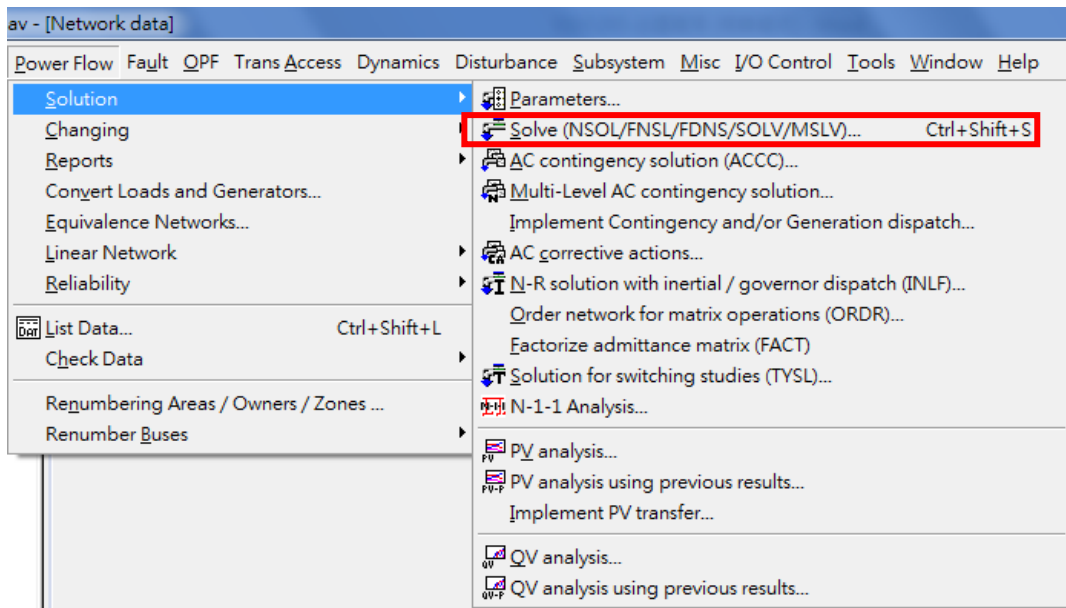 av - [Network data]
Power Flow Fault OPF Trans Access Dynamics Disturbance Subsystem Misc I/O Control Tools Window Help
Solution
Changing
Reports
Convert Loads and Generators...
Equivalence Networks...
Linear Network
Reliability
List Data... Ctrl+Shift+L
Check Data
Renumbering Areas / Owners / Zones ...
Renumber Buses
Parameters...
Solve (NSOL/FNSL/FDNS/SOLV/MSLV)... Ctrl+Shift+S
AC contingency solution (ACCC)...
Multi-Level AC contingency solution...
Implement Contingency and/or Generation dispatch...
AC corrective actions...
N-R solution with inertial / governor dispatch (INLF)...
Order network for matrix operations (ORDR)...
Factorize admittance matrix (FACT)
Solution for switching studies (TYSL)...
N-1-1 Analysis...
PV analysis...
PV analysis using previous results...
Implement PV transfer...
QV analysis...
QV analysis using previous results...